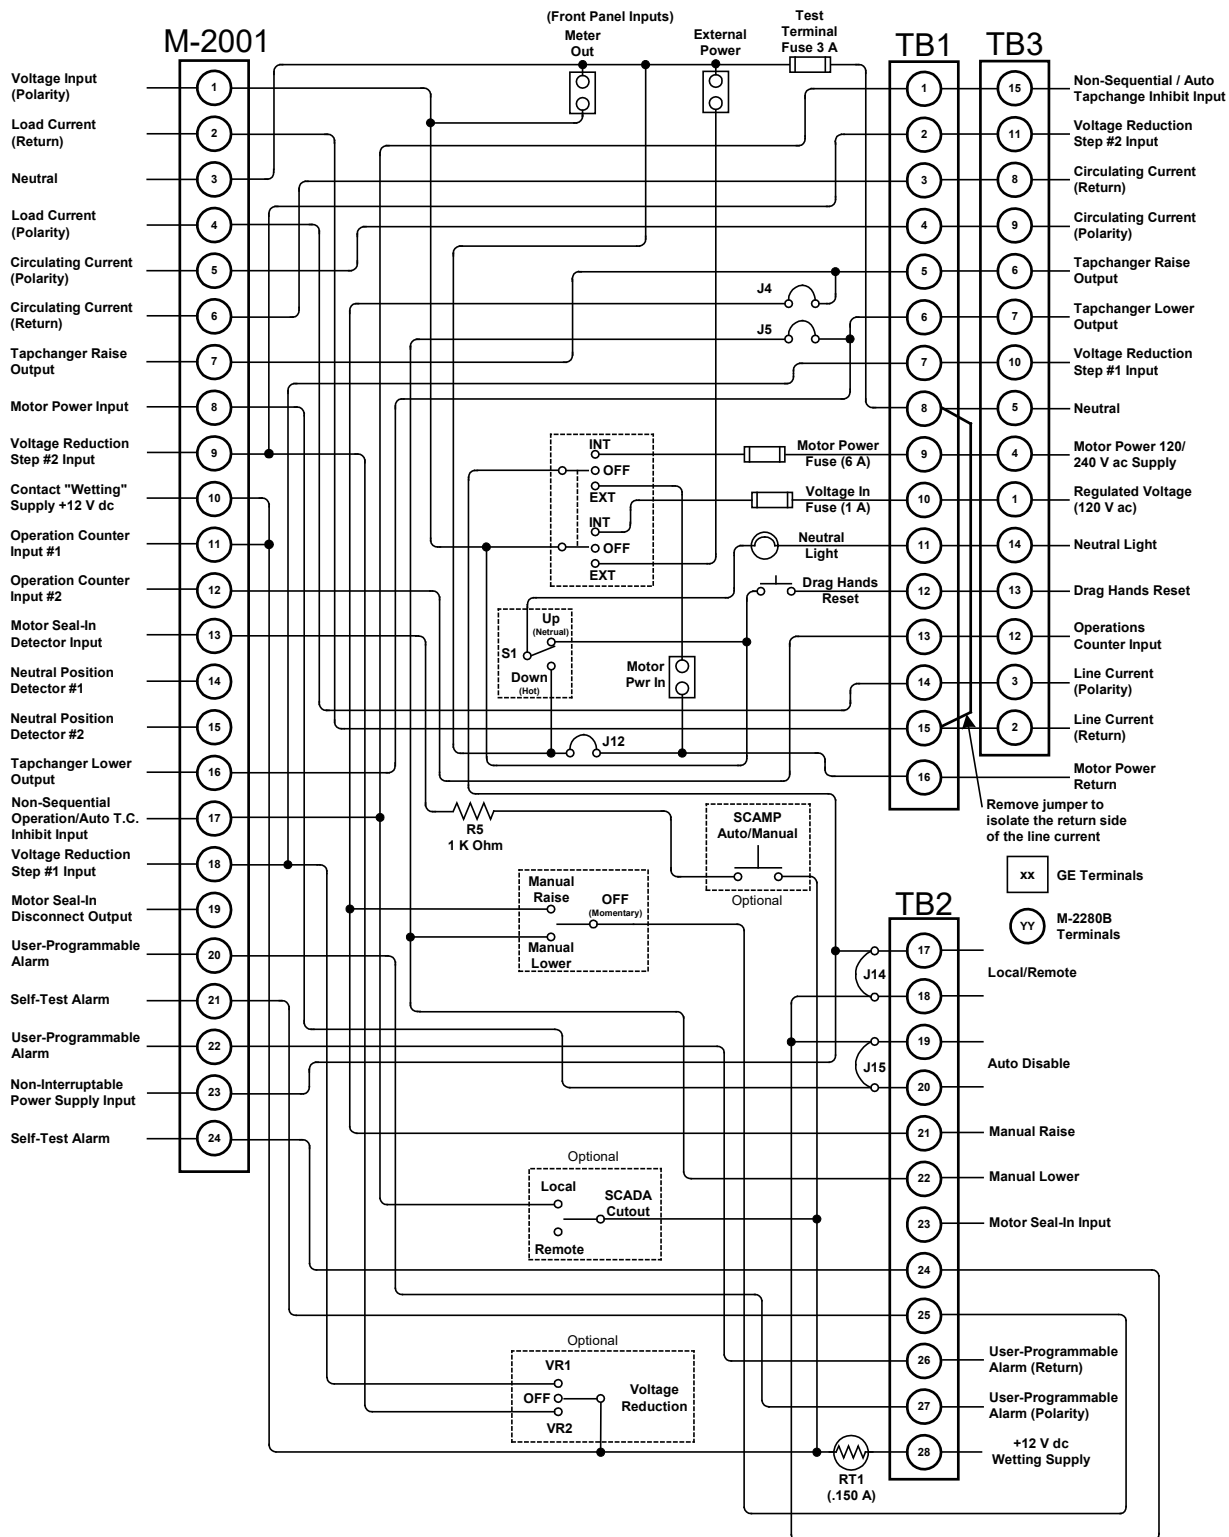 (Front Panel Inputs)
Meter
Out
External
Power
Test
Terminal
Fuse 3 A
M-2001
TB1
TB3
Voltage Input
(Polarity)
1
Load Current
(Return)
2
Neutral
3
Load Current
(Polarity)
4
Circulating Current
(Polarity)
5
Circulating Current
(Return)
6
Tapchanger Raise
Output
7
Motor Power Input
8
Voltage Reduction
Step #2 Input
9
Contact "Wetting"
Supply +12 V dc
10
Operation Counter
Input #1
11
Operation Counter
Input #2
12
Motor Seal-In
Detector Input
13
Neutral Position
Detector #1
14
Neutral Position
Detector #2
15
Tapchanger Lower
Output
16
Non-Sequential
Operation/Auto T.C.
Inhibit Input
17
Voltage Reduction
Step #1 Input
18
Motor Seal-In
Disconnect Output
19
User-Programmable
Alarm
20
Self-Test Alarm
21
User-Programmable
Alarm
22
Non-Interruptable
Power Supply Input
23
Self-Test Alarm
24
J4
J5
INT
OFF
EXT
INT
OFF
EXT
Motor Power
Fuse (6 A)
Voltage In
Fuse (1 A)
Neutral
Light
Drag Hands
Reset
Up
(Netrual)
S1
Down
(Hot)
Motor
Pwr In
J12
R5
1 K Ohm
SCAMP
Auto/Manual
Optional
Manual
Raise
OFF
(Momentary)
Manual
Lower
J14
J15
Optional
Local
SCADA
Cutout
Remote
Optional
VR1
OFF
VR2
Voltage
Reduction
RT1
(.150 A)
1
15
Non-Sequential / Auto
Tapchange Inhibit Input
2
11
Voltage Reduction
Step #2 Input
3
8
Circulating Current
(Return)
4
9
Circulating Current
(Polarity)
5
6
Tapchanger Raise
Output
6
7
Tapchanger Lower
Output
7
10
Voltage Reduction
Step #1 Input
8
5
Neutral
9
4
Motor Power 120/
240 V ac Supply
10
1
Regulated Voltage
(120 V ac)
11
14
Neutral Light
12
13
Drag Hands Reset
13
12
Operations
Counter Input
14
3
Line Current
(Polarity)
15
2
Line Current
(Return)
16
Motor Power
Return
Remove jumper to
isolate the return side
of the line current
xx
GE Terminals
YY
M-2280B
Terminals
TB2
17
18
Local/Remote
19
20
Auto Disable
21
Manual Raise
22
Manual Lower
23
Motor Seal-In Input
24
25
26
User-Programmable
Alarm (Return)
27
User-Programmable
Alarm (Polarity)
28
+12 V dc
Wetting Supply